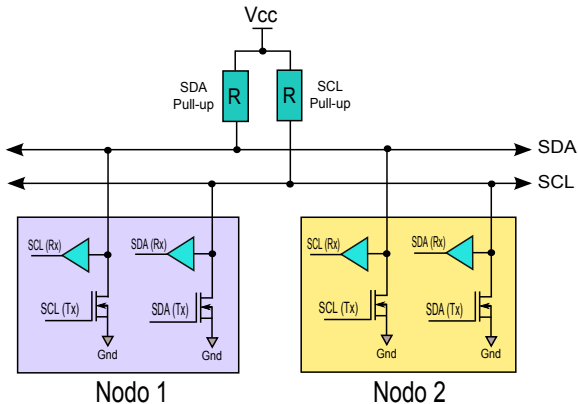 Vcc
SDA
Pull-up
R
R
SCL
Pull-up
SDA
SCL
SCL (Rx)
SDA (Rx)
SCL (Tx)
SDA (Tx)
Gnd
Gnd
SCL (Rx)
SDA (Rx)
SCL (Tx)
SDA (Tx)
Gnd
Gnd
Nodo 1
Nodo 2